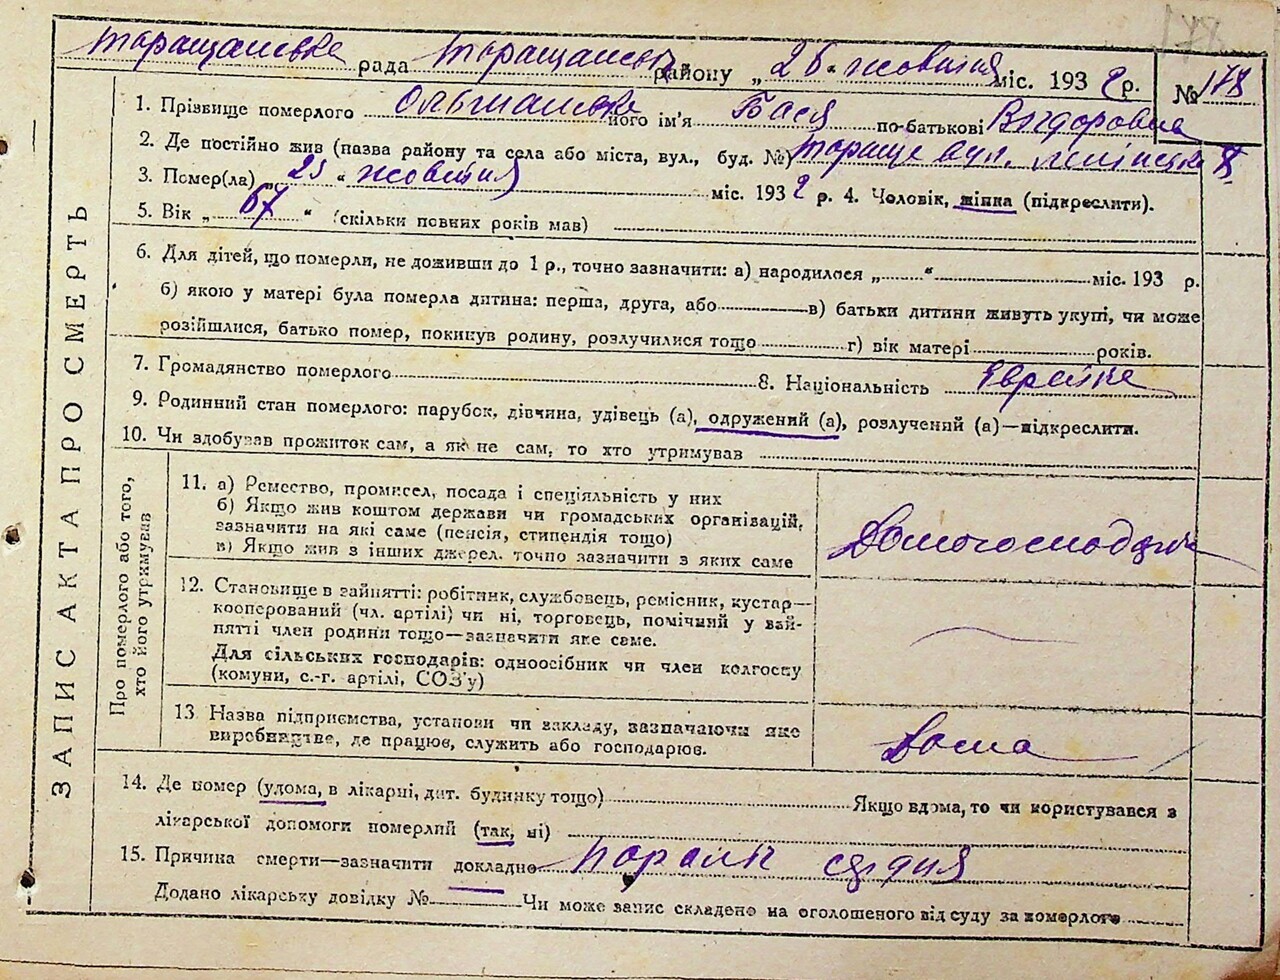 178
Таращанська рада Таращанськ району „ 26 “ жовтня міс. 1932 р. № 178
ЗАПИС АКТА ПРО СМЕРТЬ
1. Прізвище померлого Ольшанське його ім'я Бася по-батькові
2. Де постійно жив (назва району та села або міста, вул., буд. № Тараща вул. Ленінська 8
3. Помер(ла) „ 25 “ жовтня міс. 1932 р. 4. Чоловік, жінка (підкреслити).
5. Вік „ 67 “ (скільки повних років мав)
6. Для дітей, що померли, не доживши до 1 р., точно зазначити: а) народилося „ “ міс. 193 р.
б) якою у матері була померла дитина: перша, друга, або в) батьки дитини живуть укупі, чи може
розійшлися, батько помер, покинув родину, розлучилися тощо г) вік матері років.
7. Громадянство померлого 8. Національність Єврейка
9. Родинний стан померлого: парубок, дівчина, удівець (а), одружений (а), розлучений (а)—підкреслити.
10. Чи здобував прожиток сам, а як не сам, то хто утримував
Про померлого або того,
хто його утримував
11. а) Ремество, промисел, посада і спеціяльність у них
б) Якщо жив коштом держави чи громадських організацій,
зазначити на які саме (пенсія, стипендія тощо)
в) Якщо жив з інших джерел, точно зазначити з яких саме
Домогосподарка
12. Становище в зайнятті: робітник, службовець, ремісник, кустар—
кооперований (чл. артілі) чи ні, торговець, помічний у зай-
нятті член родини тощо—зазначити яке саме.
Для сільських господарів: одноосібник чи член колгоспу
(комуни, с.-г. артілі, СОЗ'у)
13. Назва підприємства, установи чи закладу, зазначаючи яке
виробництве, де працює, служить або господарює.
Дома
14. Де помер (удома, в лікарні, дит. будинку тощо) Якщо вдома, то чи користувався з
лікарської допомоги померлий (так, ні)
15. Причина смерти—зазначити докладно параліч сердця
Додано лікарську довідку № Чи може запис складено на оголошеного від суду за померлого